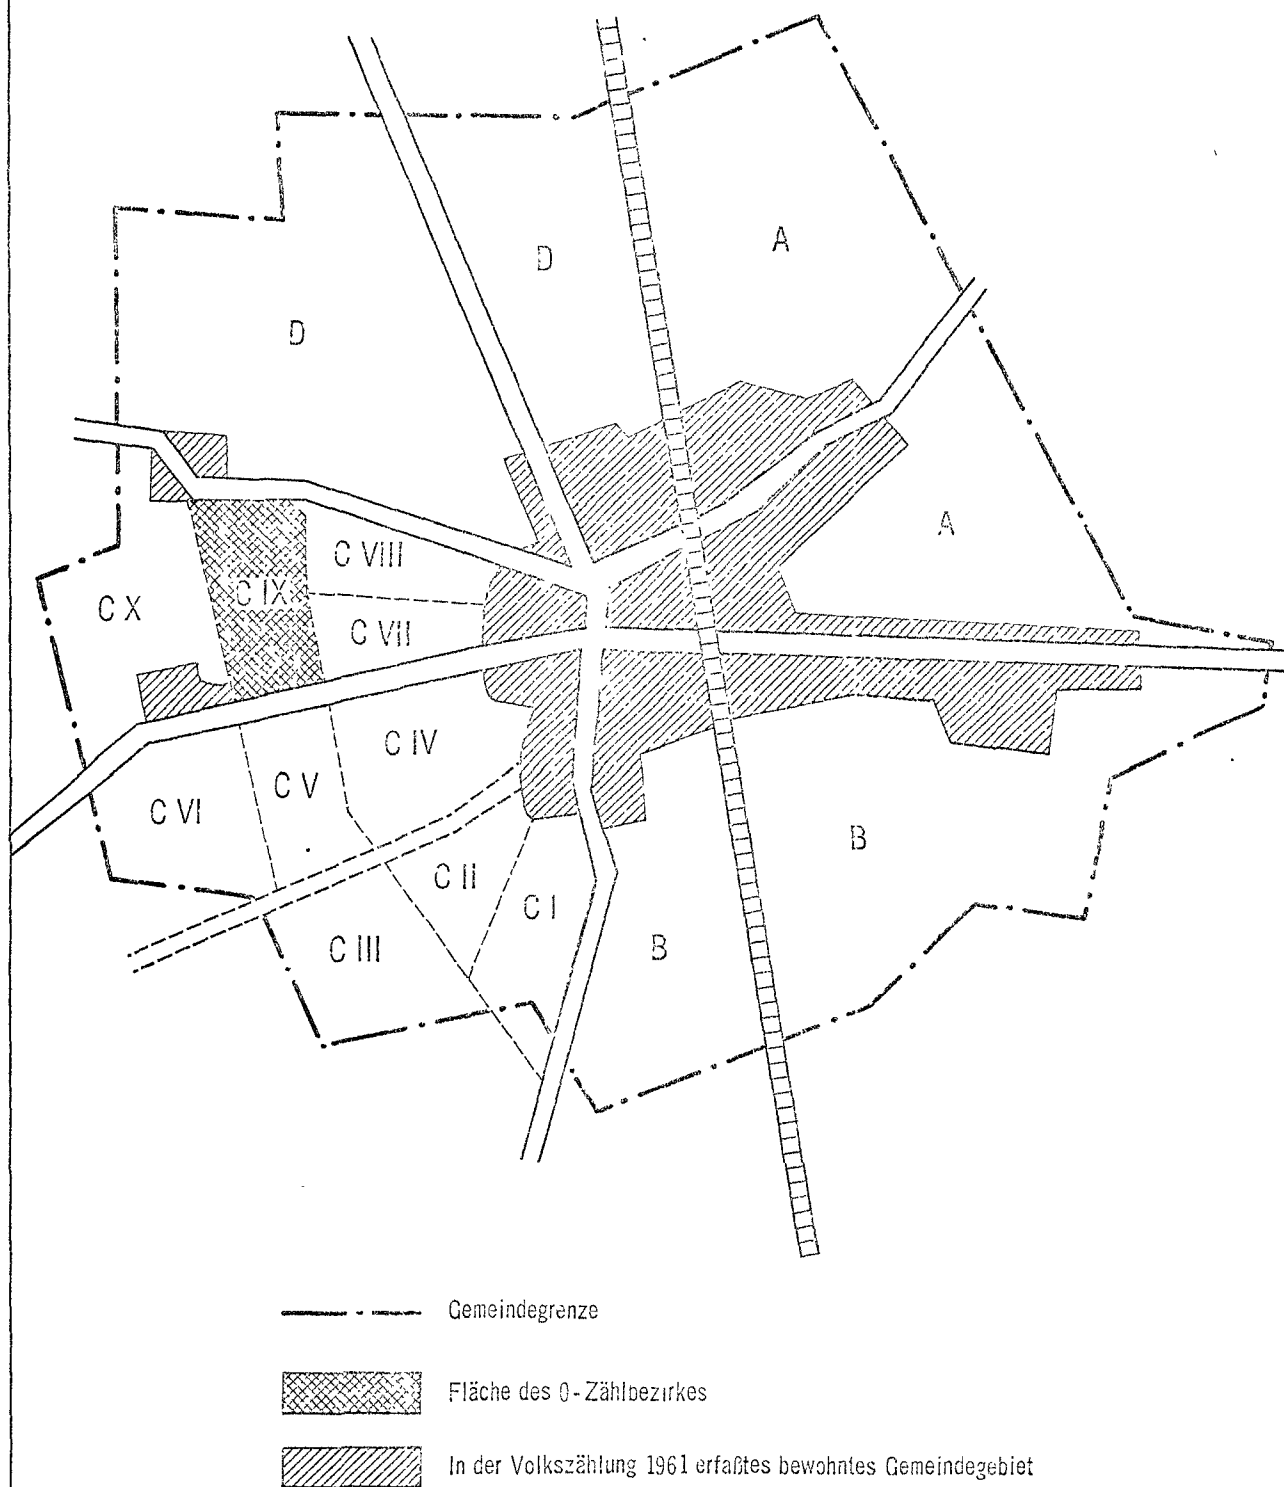 A
D
D
A
C VIII
C IX
C X
C VII
C IV
C V
C VI
B
C II
C I
C III
B
Gemeindegrenze
Fläche des 0-Zählbezirkes
In der Volkszählung 1961 erfaßtes bewohntes Gemeindegebiet